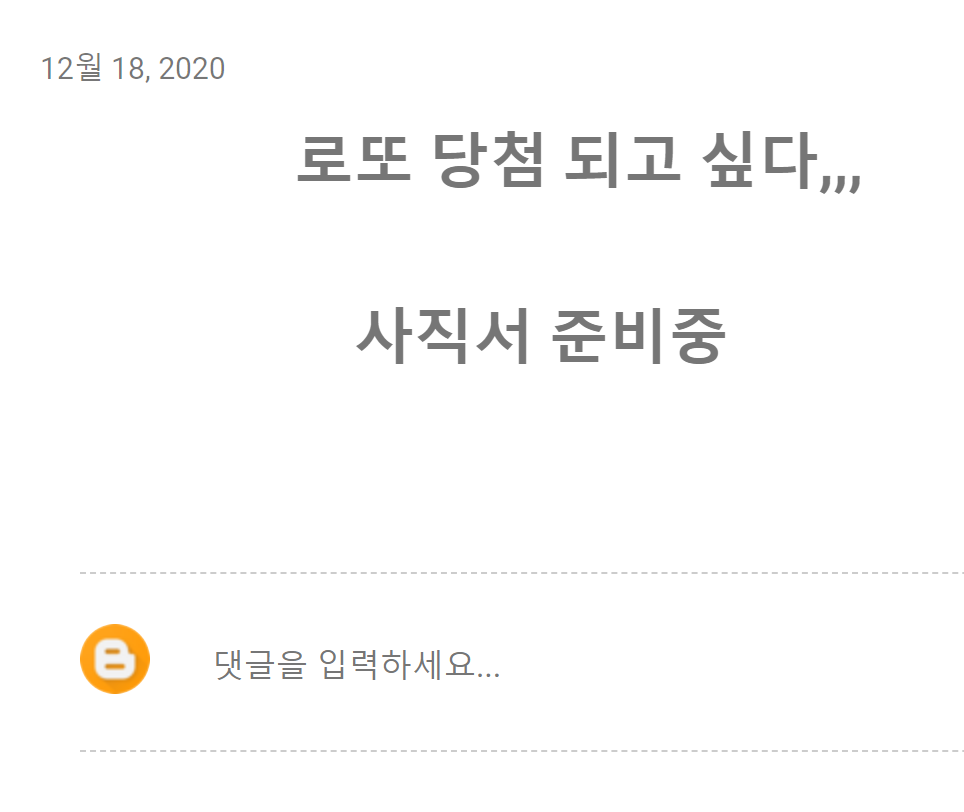 12월 18, 2020
로또 당첨 되고 싶다,,,
사직서 준비중
댓글을 입력하세요...